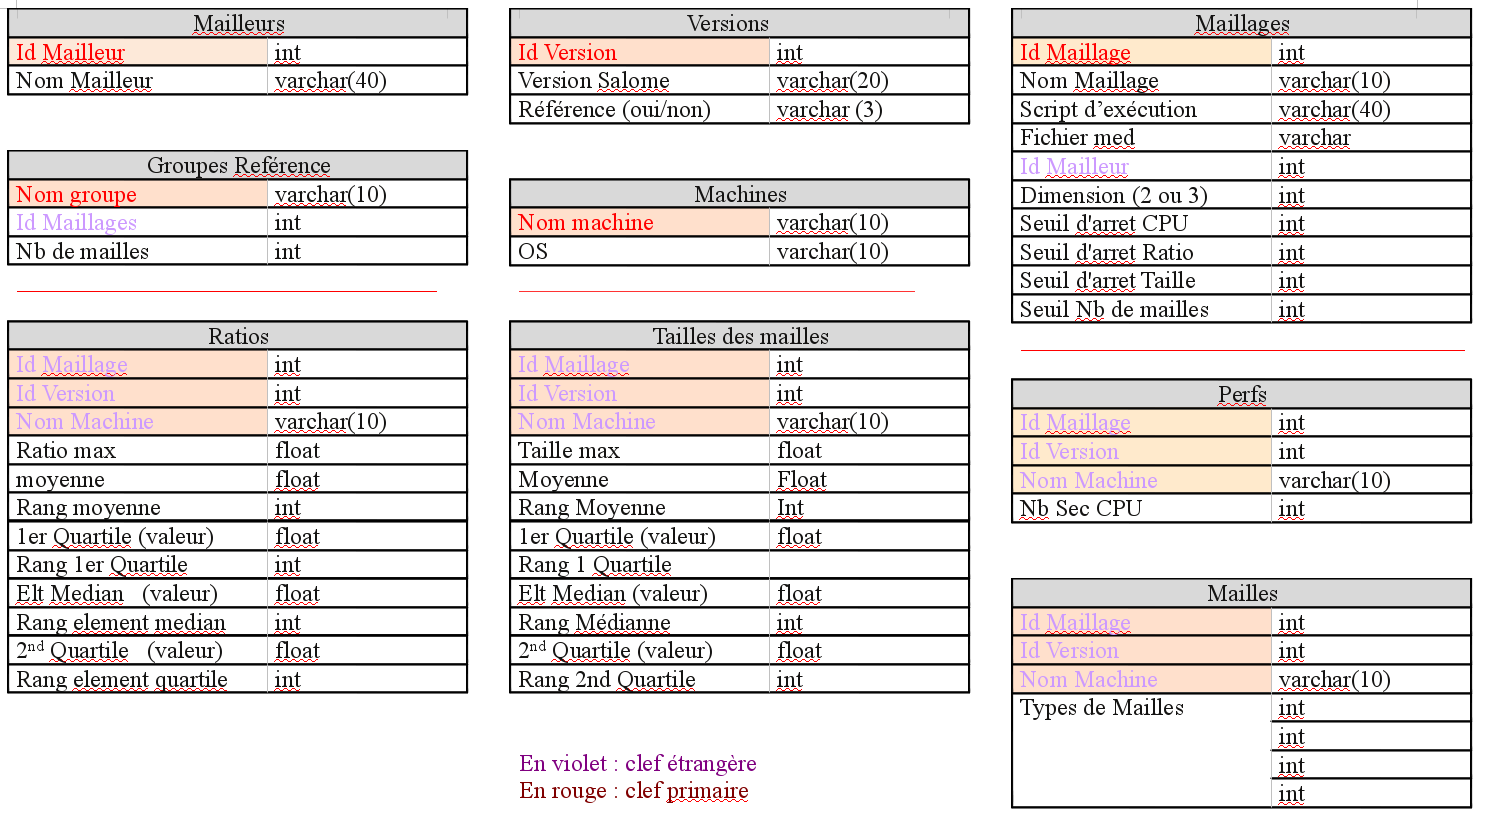 Mailleurs
Id Mailleur int
Nom Mailleur varchar(40)
Versions
Id Version int
Version Salome varchar(20)
Référence (oui/non) varchar (3)
Maillages
Id Maillage int
Nom Maillage varchar(10)
Script d’exécution varchar(40)
Fichier med varchar
Id Mailleur int
Dimension (2 ou 3) int
Seuil d'arret CPU int
Seuil d'arret Ratio int
Seuil d'arret Taille int
Seuil Nb de mailles int
Groupes Reférence
Nom groupe varchar(10)
Id Maillages int
Nb de mailles int
Machines
Nom machine varchar(10)
OS varchar(10)
Ratios
Id Maillage int
Id Version int
Nom Machine varchar(10)
Ratio max float
moyenne float
Rang moyenne int
1er Quartile (valeur) float
Rang 1er Quartile int
Elt Median (valeur) float
Rang element median int
2nd Quartile (valeur) float
Rang element quartile int
Tailles des mailles
Id Maillage int
Id Version int
Nom Machine varchar(10)
Taille max float
Moyenne Float
Rang Moyenne Int
1er Quartile (valeur) float
Rang 1 Quartile
Elt Median (valeur) float
Rang Médianne int
2nd Quartile (valeur) float
Rang 2nd Quartile int
Perfs
Id Maillage int
Id Version int
Nom Machine varchar(10)
Nb Sec CPU int
Mailles
Id Maillage int
Id Version int
Nom Machine varchar(10)
Types de Mailles int
int
int
int
En violet : clef étrangère
En rouge : clef primaire